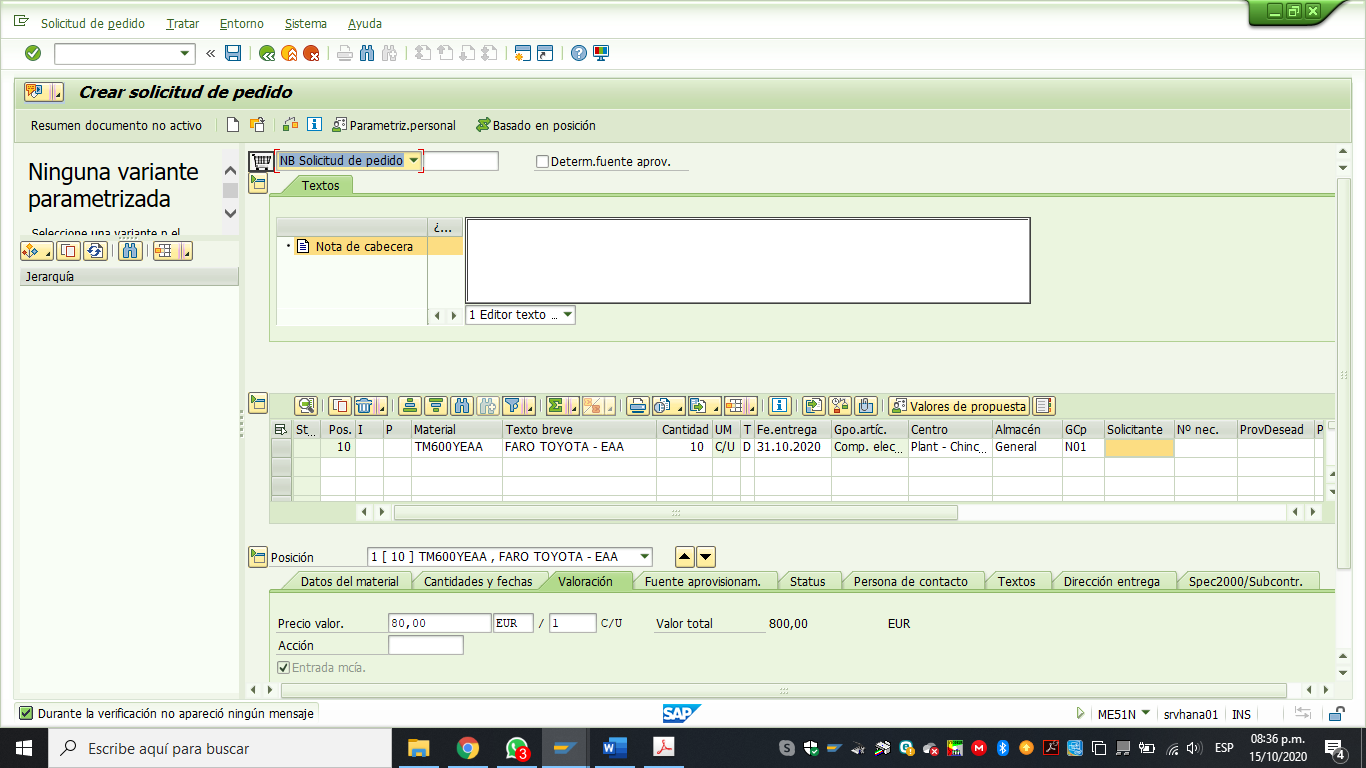 Solicitud de pedido Tratar Entorno Sistema Ayuda
Crear solicitud de pedido
Resumen documento no activo Parametriz.personal Basado en posición
Ninguna variante
parametrizada
Jerarquía
NB Solicitud de pedido Determ.fuente aprov.
Textos
¿...
Nota de cabecera
1 Editor texto ...
Valores de propuesta
St... Pos. I P Material Texto breve Cantidad UM T Fe.entrega Gpo.artíc. Centro Almacén GCp Solicitante Nº nec. ProvDesead P
10 TM600YEAA FARO TOYOTA - EAA 10 C/U D 31.10.2020 Comp. elec... Plant - Chinc... General N01
Posición 1 [ 10 ] TM600YEAA , FARO TOYOTA - EAA
Datos del material Cantidades y fechas Valoración Fuente aprovisionam. Status Persona de contacto Textos Dirección entrega Spec2000/Subcontr.
Precio valor. 80,00 EUR / 1 C/U Valor total 800,00 EUR
Acción
Entrada mcía.
Durante la verificación no apareció ningún mensaje SAP ME51N srvhana01 INS
Escribe aquí para buscar 3 ESP 08:36 p.m.
15/10/2020 4